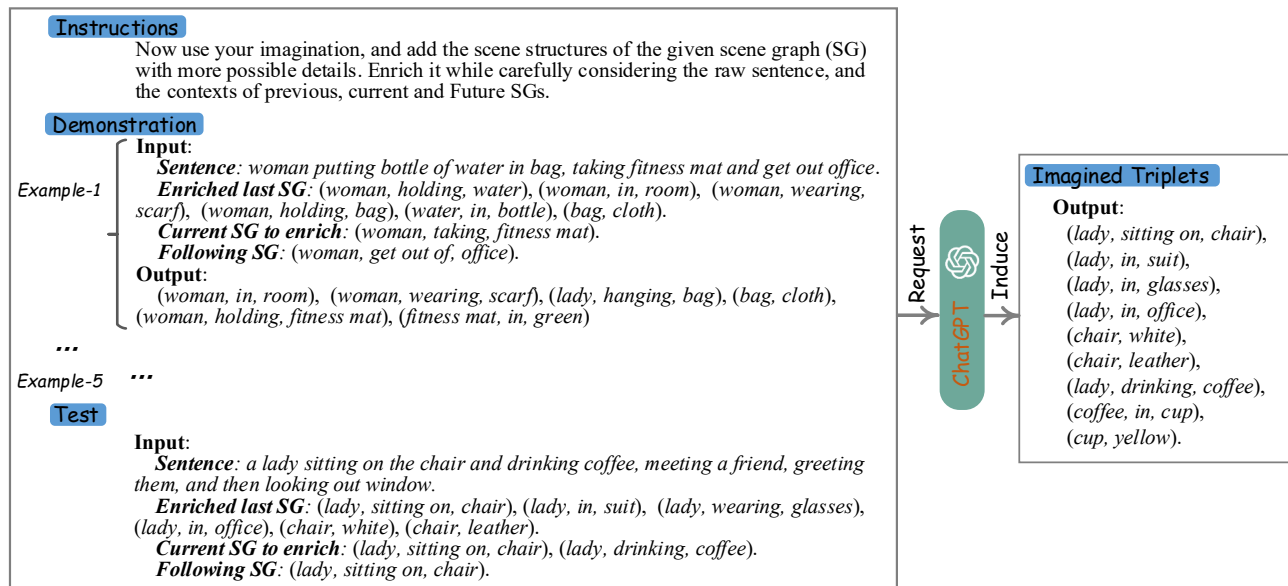 Instructions
Now use your imagination, and add the scene structures of the given scene graph (SG)
with more possible details. Enrich it while carefully considering the raw sentence, and
the contexts of previous, current and Future SGs.
Demonstration
Input:
Example-1
Sentence: woman putting bottle of water in bag, taking fitness mat and get out office.
Enriched last SG: (woman, holding, water), (woman, in, room), (woman, wearing,
scarf), (woman, holding, bag), (water, in, bottle), (bag, cloth).
Current SG to enrich: (woman, taking, fitness mat).
Following SG: (woman, get out of, office).
Output:
(woman, in, room), (woman, wearing, scarf), (lady, hanging, bag), (bag, cloth),
(woman, holding, fitness mat), (fitness mat, in, green)
...
Example-5 ...
Test
Input:
Sentence: a lady sitting on the chair and drinking coffee, meeting a friend, greeting
them, and then looking out window.
Enriched last SG: (lady, sitting on, chair), (lady, in, suit), (lady, wearing, glasses),
(lady, in, office), (chair, white), (chair, leather).
Current SG to enrich: (lady, sitting on, chair), (lady, drinking, coffee).
Following SG: (lady, sitting on, chair).
Request
ChatGPT
Induce
Imagined Triplets
Output:
(lady, sitting on, chair),
(lady, in, suit),
(lady, in, glasses),
(lady, in, office),
(chair, white),
(chair, leather),
(lady, drinking, coffee),
(coffee, in, cup),
(cup, yellow).